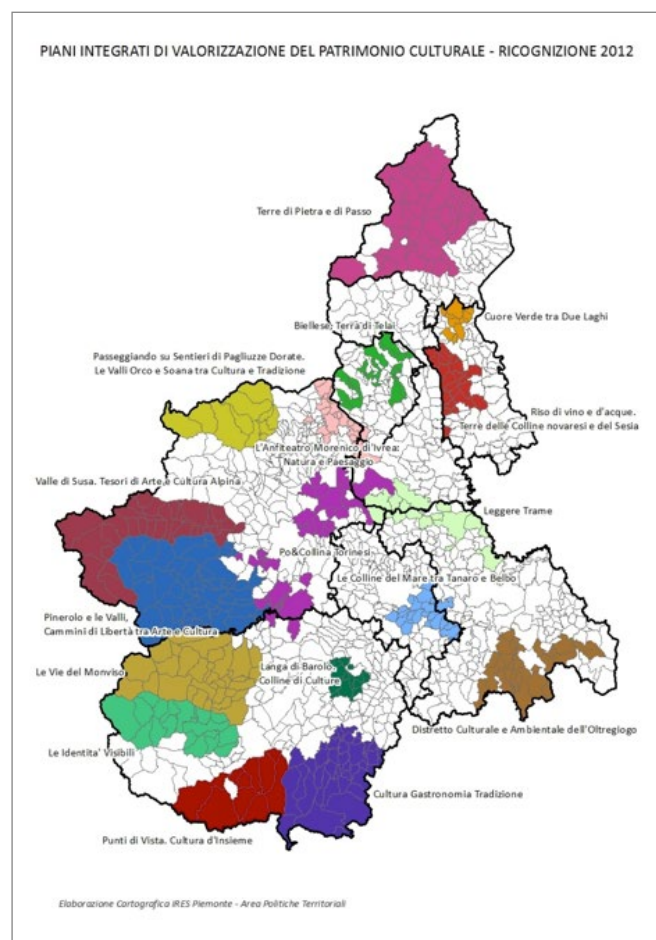 PIANI INTEGRATI DI VALORIZZAZIONE DEL PATRIMONIO CULTURALE - RICOGNIZIONE 2012
Terre di Pietra e di Passo
Cuore Verde tra Due Laghi
Biellese, Terra di Telai
Passeggiando su Sentieri di Pagliuzze Dorate.
Le Valli Orco e Soana tra Cultura e Tradizione
Riso di vino e d'acque.
Terre delle Colline novaresi e del Sesia
L'Anfiteatro Morenico di Ivrea:
Natura e Paesaggio
Valle di Susa. Tesori di Arte e Cultura Alpina
Leggere Trame
Po&Collina Torinesi
Le Colline del Mare tra Tanaro e Belbo
Pinerolo e le Valli,
Cammini di Libertà tra Arte e Cultura
Le Vie del Monviso
Langa di Barolo.
Colline di Culture
Distretto Culturale e Ambientale dell'Oltregiogo
Le Identita' Visibili
Cultura Gastronomia Tradizione
Punti di Vista. Cultura d'Insieme
Elaborazione Cartografica IRES Piemonte - Area Politiche Territoriali